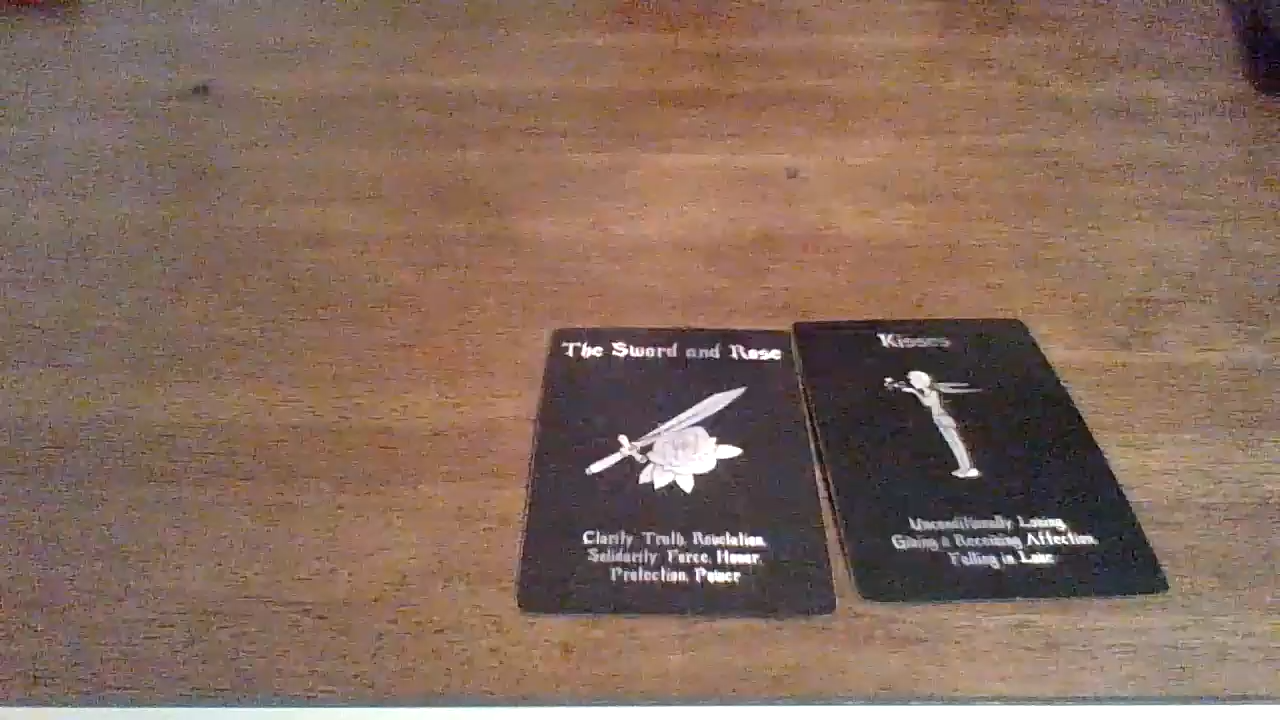 The Sword and Rose
Clarity, Truth, Revelation,
Solidarity, Force, Honor,
Protection, Power
Kisses
Unconditionally Loving,
Giving & Receiving Affection,
Falling in Love